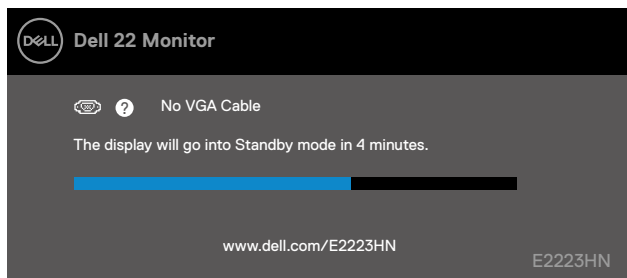 DELL Dell 22 Monitor
? No VGA Cable
The display will go into Standby mode in 4 minutes.
www.dell.com/E2223HN
E2223HN